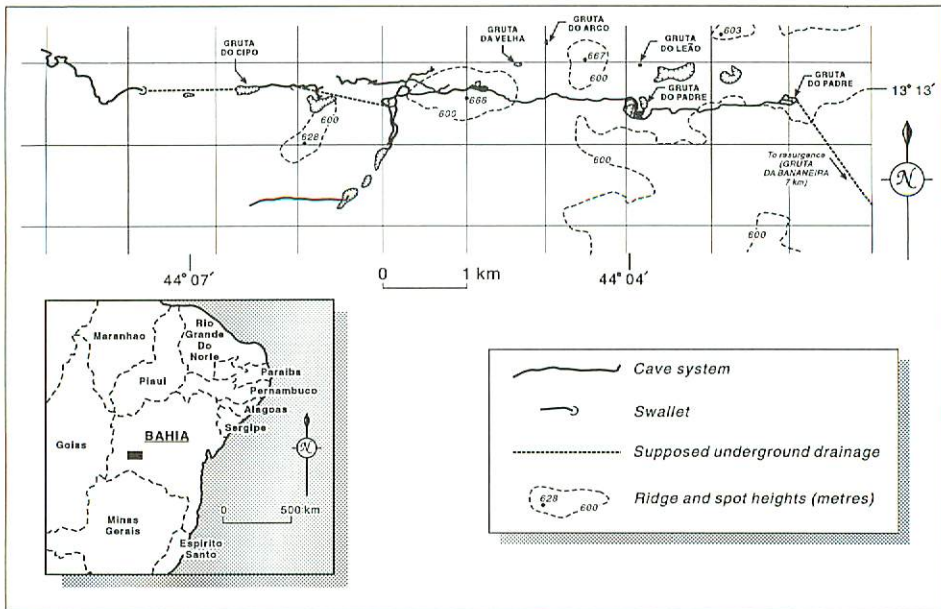 GRUTA
DO CIPO
GRUTA
DA VELHA
GRUTA
DO ARCO
GRUTA
DO LEÃO
603
667
600
GRUTA
DO PADRE
GRUTA
DO PADRE
13° 13'
666
600
600
628
600
600
600
To resurgence
(GRUTA
DA BANANEIRA
7 km)
N
44° 07'
0 1 km
44° 04'
Maranhao
Rio
Grande
Do
Norte
Piaui
Paraiba
Pernambuco
Alagoas
Sergipe
Goias
BAHIA
N
0 500 km
Minas
Gerais
Espirito
Santo
Cave system
Swallet
Supposed underground drainage
628
600
Ridge and spot heights (metres)